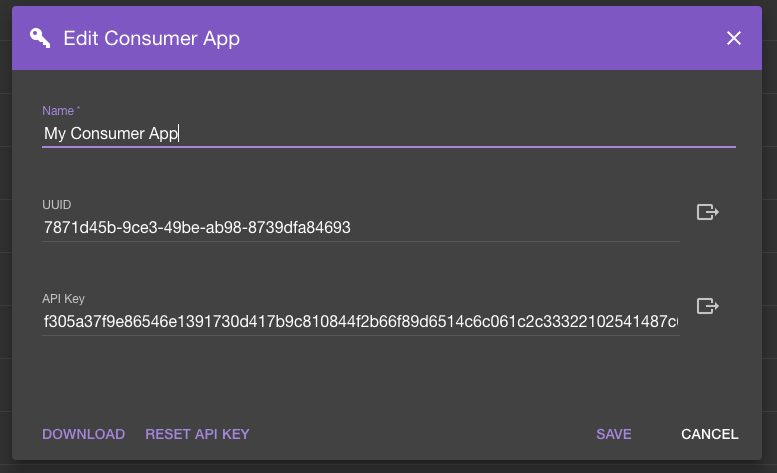 Edit Consumer App
Name *
My Consumer App
UUID
7871d45b-9ce3-49be-ab98-8739dfa84693
API Key
f305a37f9e86546e1391730d417b9c810844f2b66f89d6514c6c061c2c33322102541487c
DOWNLOAD RESET API KEY SAVE CANCEL